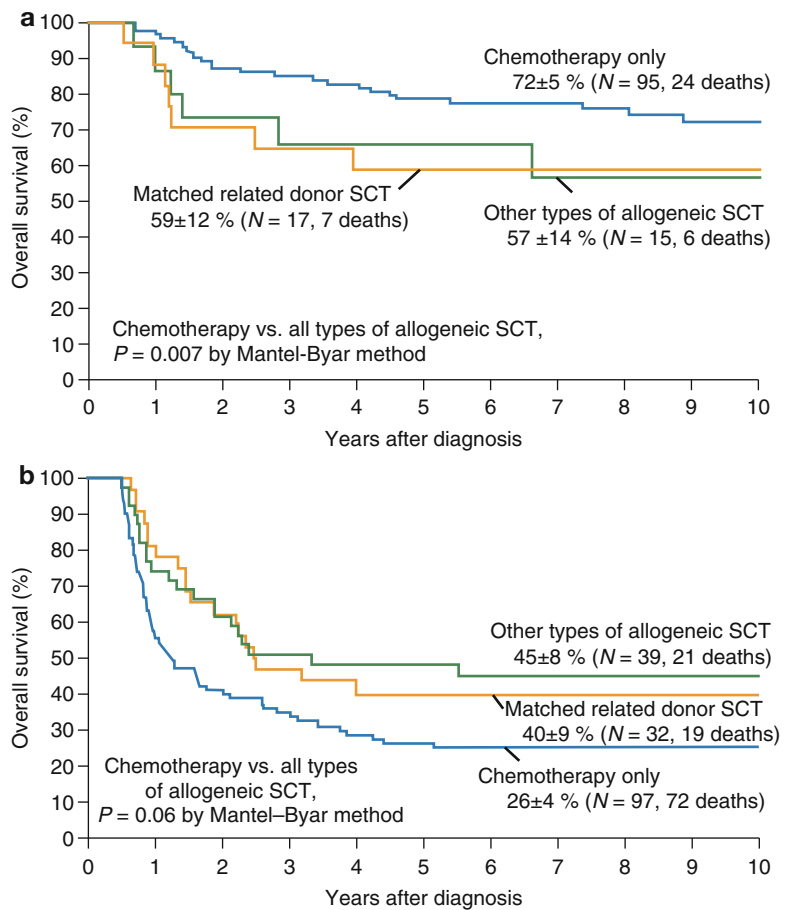 a
100
90
80
70
60
50
40
30
20
10
0
Overall survival (%)
Chemotherapy only
72±5 % (N = 95, 24 deaths)
Matched related donor SCT
59±12 % (N = 17, 7 deaths)
Other types of allogeneic SCT
57 ±14 % (N = 15, 6 deaths)
Chemotherapy vs. all types of allogeneic SCT,
P = 0.007 by Mantel-Byar method
0 1 2 3 4 5 6 7 8 9 10
Years after diagnosis
b
100
90
80
70
60
50
40
30
20
10
0
Overall survival (%)
Other types of allogeneic SCT
45±8 % (N = 39, 21 deaths)
Matched related donor SCT
40±9 % (N = 32, 19 deaths)
Chemotherapy only
26±4 % (N = 97, 72 deaths)
Chemotherapy vs. all types
of allogeneic SCT,
P = 0.06 by Mantel–Byar method
0 1 2 3 4 5 6 7 8 9 10
Years after diagnosis